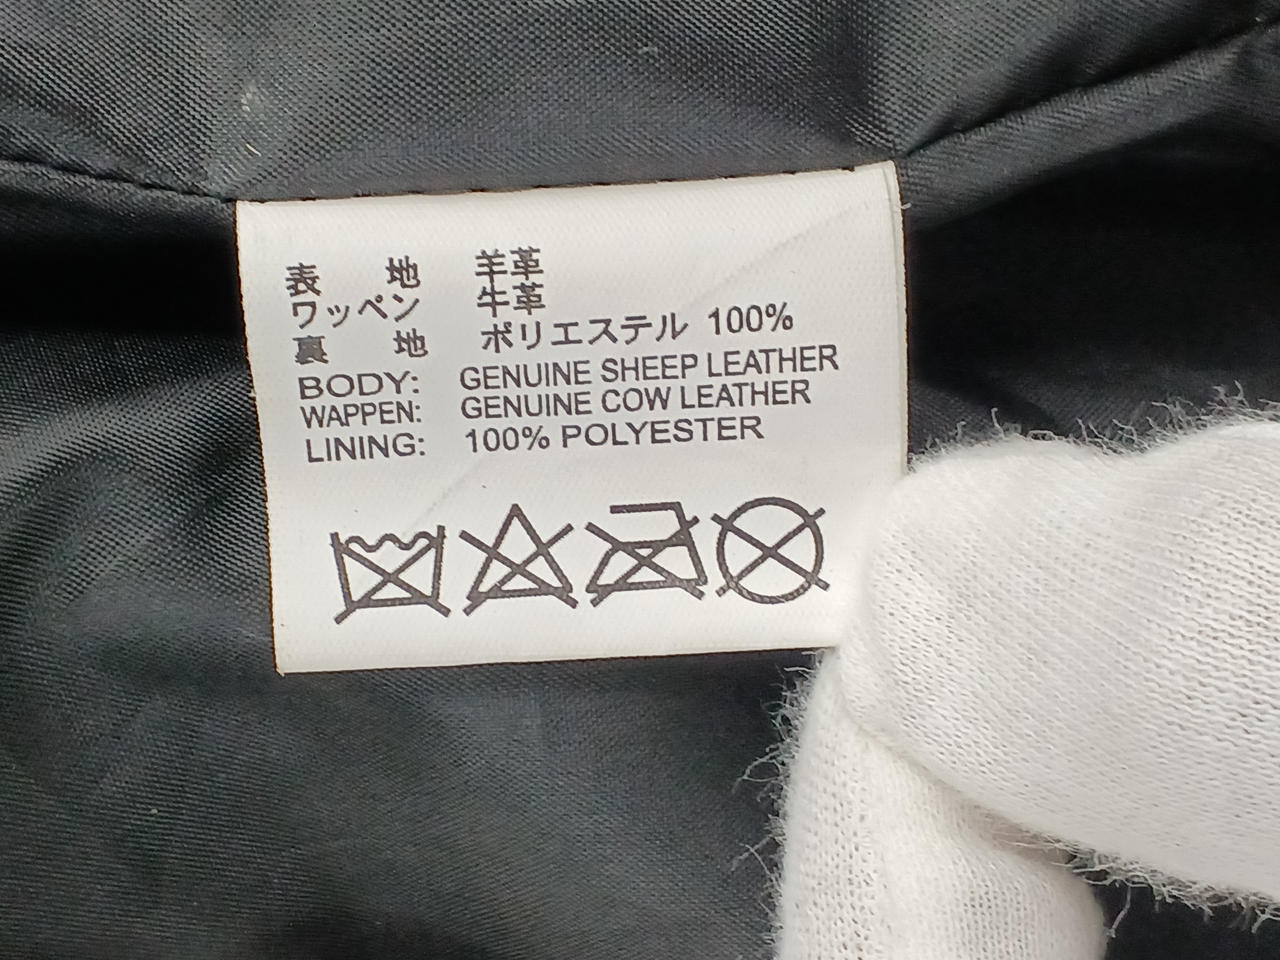 表　　地　羊革
ワッペン　牛革
裏　　地　ポリエステル 100%
BODY: GENUINE SHEEP LEATHER
WAPPEN: GENUINE COW LEATHER
LINING: 100% POLYESTER